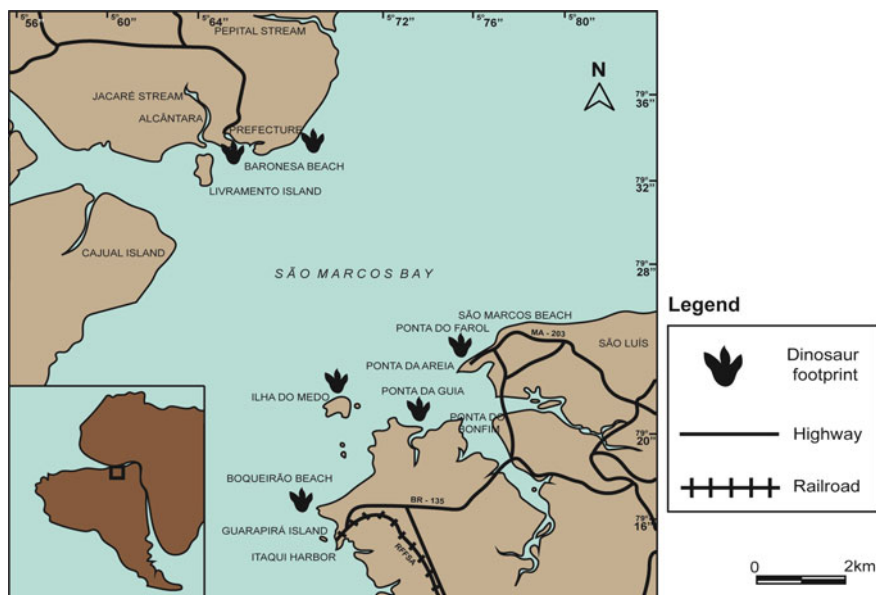 5° 56" 5° 60" 5° 64" 5° 72" 5° 76" 5° 80"
PEPITAL STREAM
N
JACARÉ STREAM
79° 36"
ALCÂNTARA
PREFECTURE
BARONESA BEACH
79° 32"
LIVRAMENTO ISLAND
CAJUAL ISLAND
79° 28"
SÃO MARCOS BAY
SÃO MARCOS BEACH
PONTA DO FAROL
MA - 203
SÃO LUÍS
PONTA DA AREIA
ILHA DO MEDO
PONTA DA GUIA
PONTA DO
BONFIM
79° 20"
BOQUEIRÃO BEACH
BR - 135
79° 16"
GUARAPIRÁ ISLAND
ITAQUI HARBOR
RFFSA
Legend
Dinosaur
footprint
Highway
Railroad
0 2km